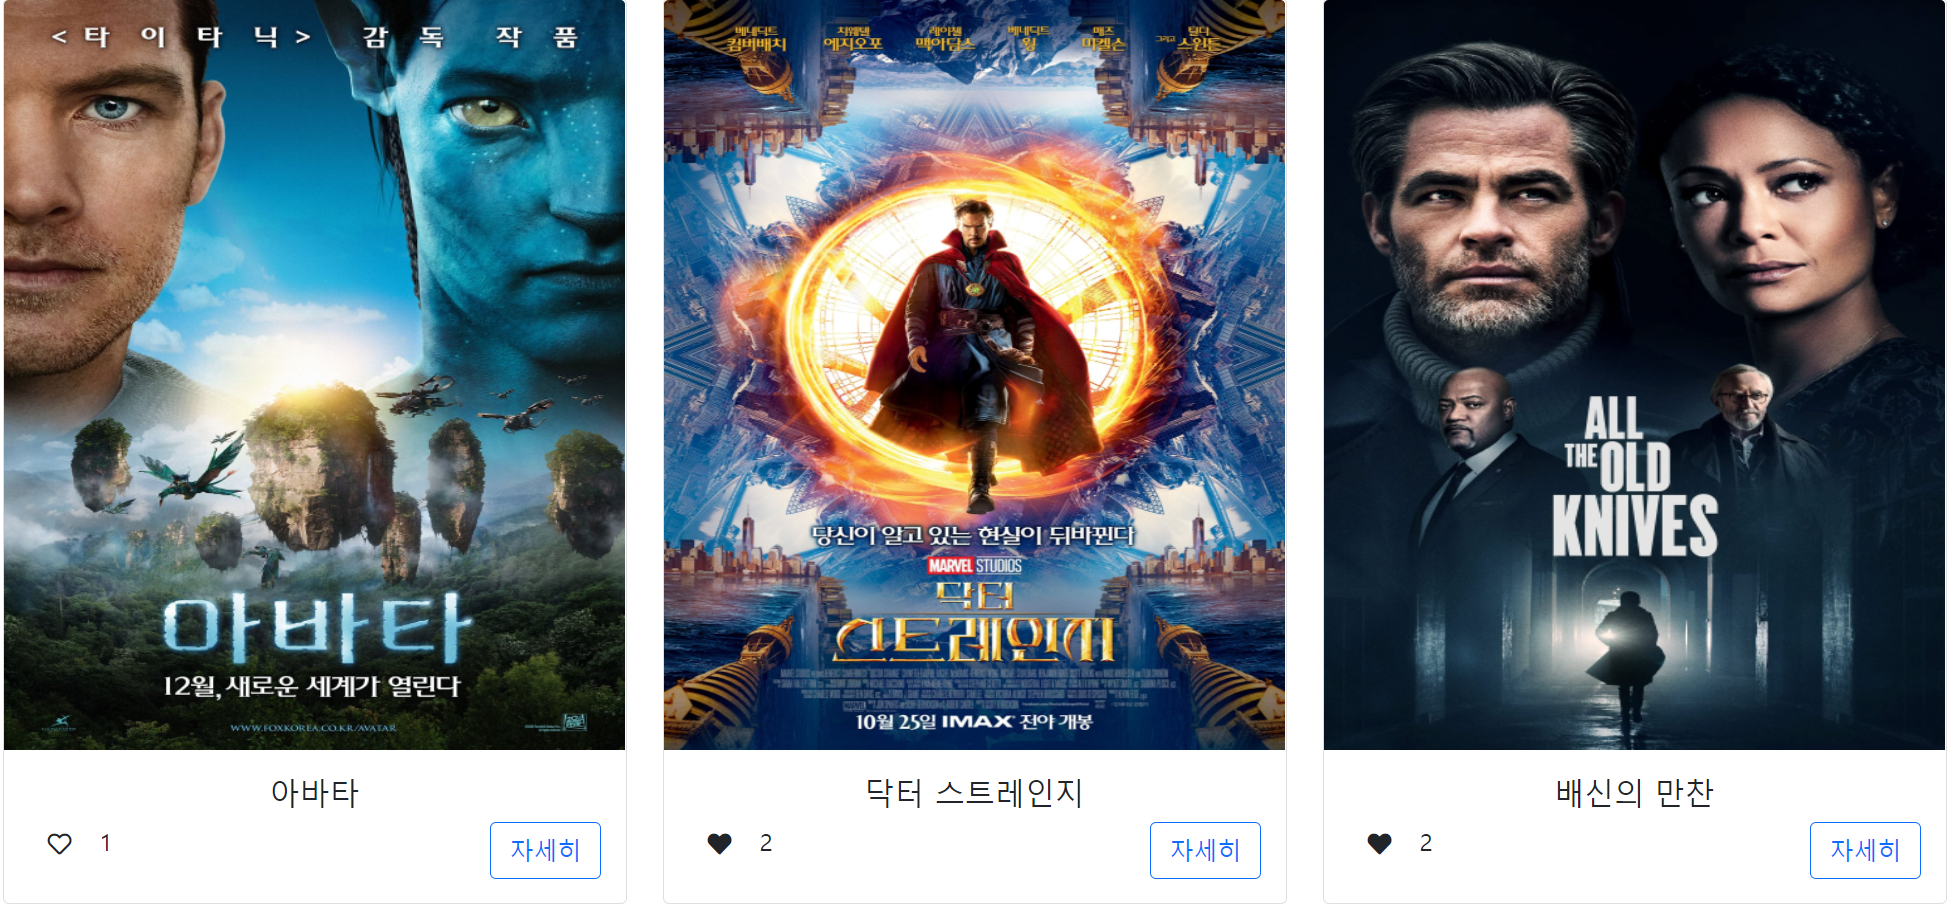 <타이타닉> 감독 작품
아바타
12월, 새로운 세계가 열린다
WWW.FOXKOREA.CO.KR/AVATAR
아바타
1
자세히
베네딕트 컴버배치
치웨텔 에지오포
레이첼 맥아담스
베네딕트 웡
매즈 미켈슨
그리고 틸다 스윈튼
당신이 알고 있는 현실이 뒤바뀐다
MARVEL STUDIOS
닥터
스트레인지
10월 25일 IMAX 전야 개봉
닥터 스트레인지
2
자세히
ALL
THE OLD
KNIVES
배신의 만찬
2
자세히